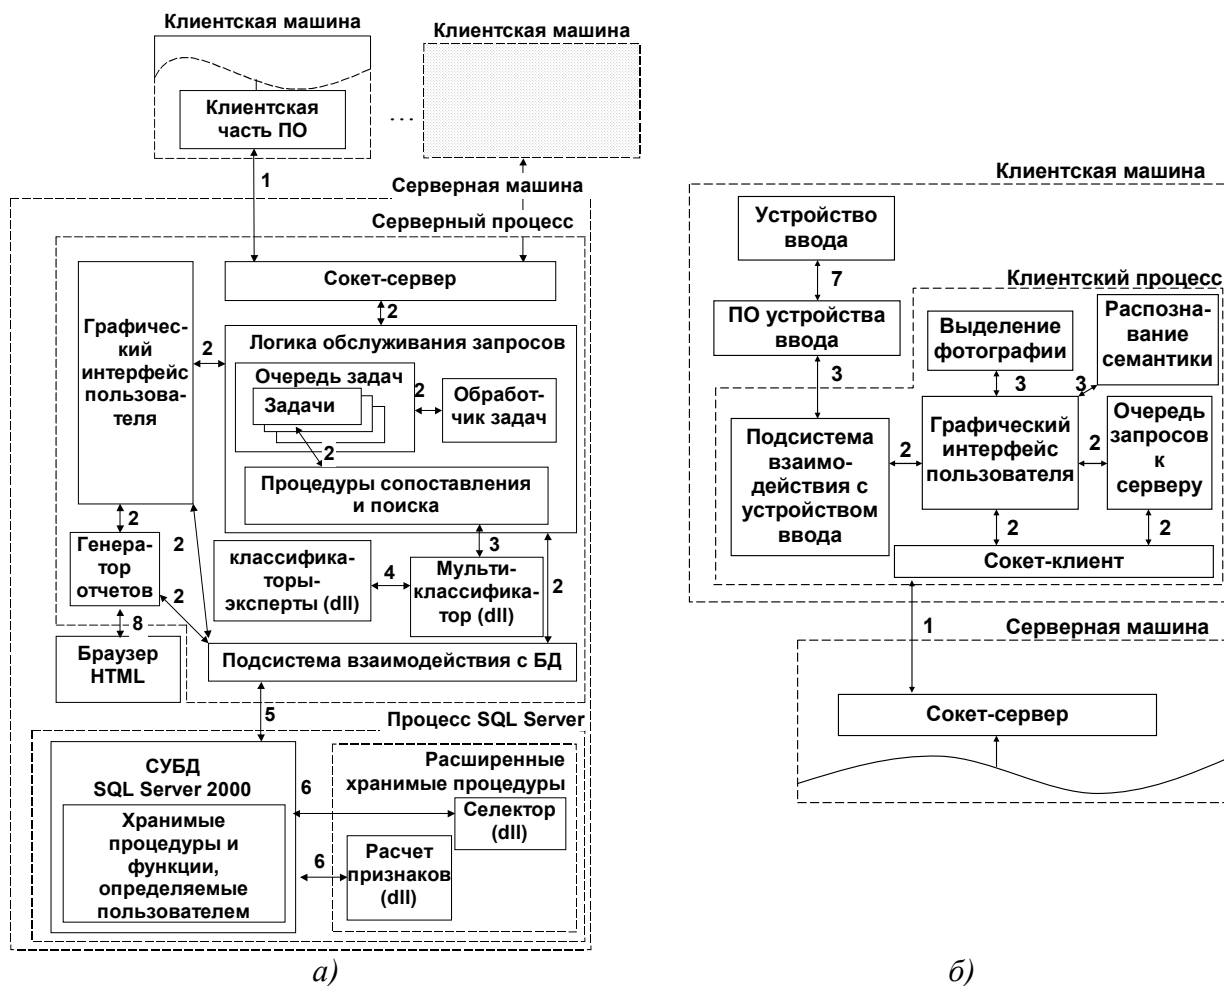 Клиентская машина
Клиентская машина
Клиентская
часть ПО
...
1
Серверная машина
Серверный процесс
Сокет-сервер
2
Графичес-
кий
интерфейс
пользова-
теля
2
Логика обслуживания запросов
Очередь задач
Задачи
2
Обработ-
чик задач
2
Процедуры сопоставления
и поиска
2
2
3
Генера-
тор
отчетов
2
классифика-
торы-
эксперты (dll)
4
Мульти-
классифика-
тор (dll)
2
8
Браузер
HTML
Подсистема взаимодействия с БД
5
Процесс SQL Server
СУБД
SQL Server 2000
Хранимые
процедуры и
функции,
определяемые
пользователем
6
6
Расширенные
хранимые процедуры
Селектор
(dll)
Расчет
признаков
(dll)
а)
Клиентская машина
Устройство
ввода
7
ПО устройства
ввода
3
Клиентский процесс
Выделение
фотографии
Распозна-
вание
семантики
3
3
Подсистема
взаимо-
действия с
устройством
ввода
2
Графический
интерфейс
пользователя
2
Очередь
запросов
к
серверу
2
2
Сокет-клиент
1
Серверная машина
Сокет-сервер
б)